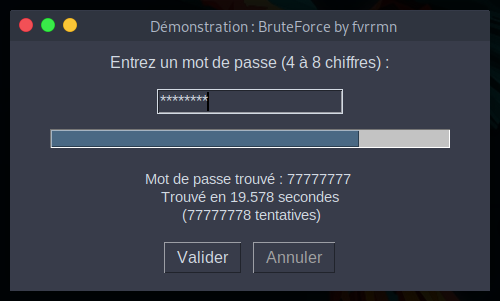 Démonstration : BruteForce by fvrrmn
Entrez un mot de passe (4 à 8 chiffres) :
********
Mot de passe trouvé : 77777777
Trouvé en 19.578 secondes
(77777778 tentatives)
Valider
Annuler